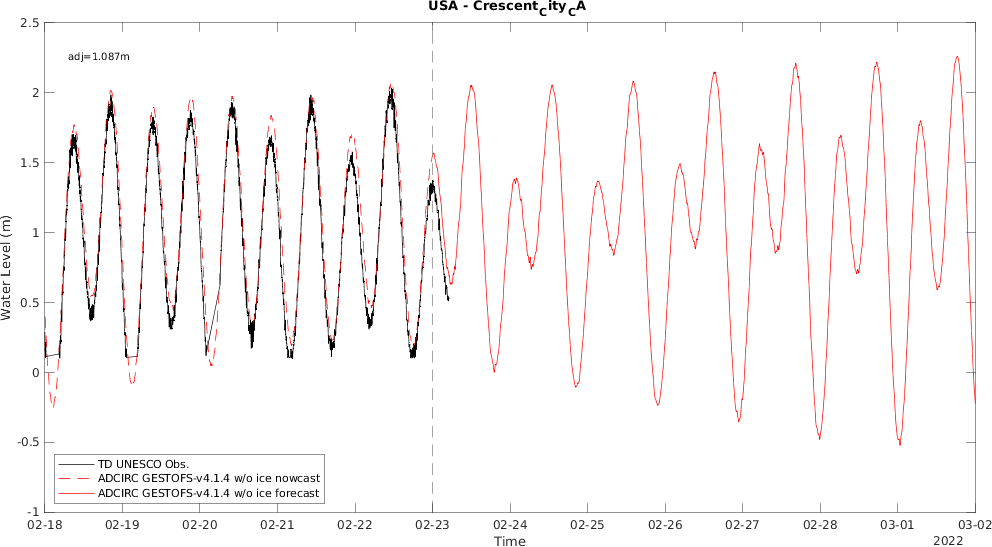 USA - Crescent_City_CA
adj=1.087m
2.5
2
1.5
1
0.5
0
-0.5
-1
Water Level (m)
TD UNESCO Obs.
ADCIRC GESTOFS-v4.1.4 w/o ice nowcast
ADCIRC GESTOFS-v4.1.4 w/o ice forecast
02-18 02-19 02-20 02-21 02-22 02-23 02-24 02-25 02-26 02-27 02-28 03-01 03-02
Time
2022